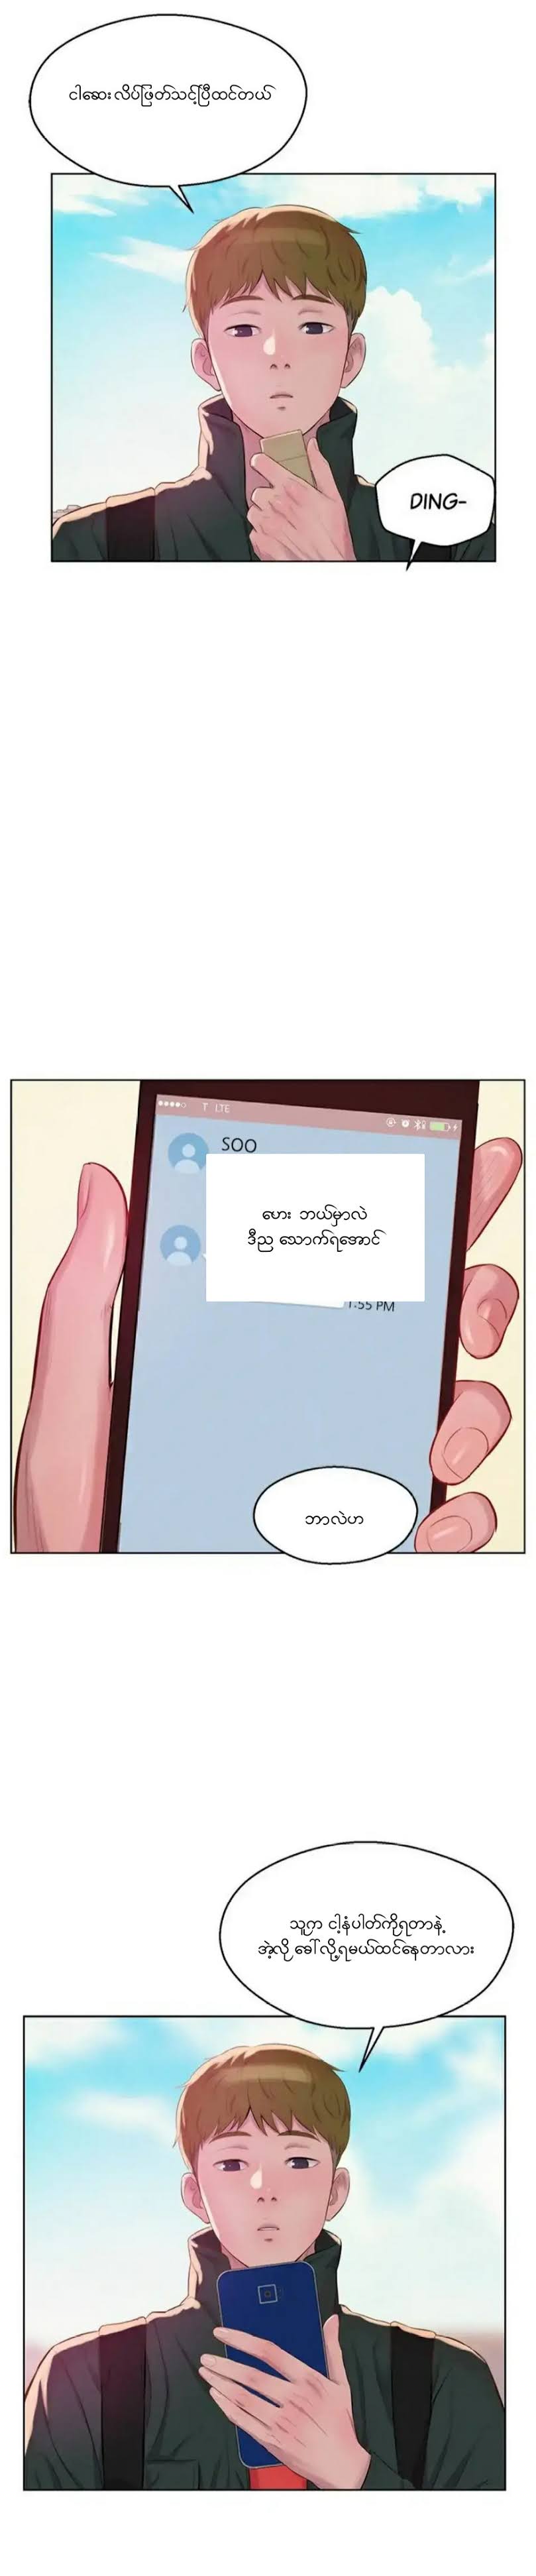 ငါဆေးလိပ်ဖြတ်သင့်ပြီထင်တယ်
DING-
LTE
SOO
ဟေး ဘယ်မှာလဲ
ဒီည သောက်ရအောင်
1:55 PM
ဘာလဲဟ
သူက ငါ့နံပါတ်ကိုရတာနဲ့
အဲ့လို ခေါ်လို့ရမယ်ထင်နေတာလား